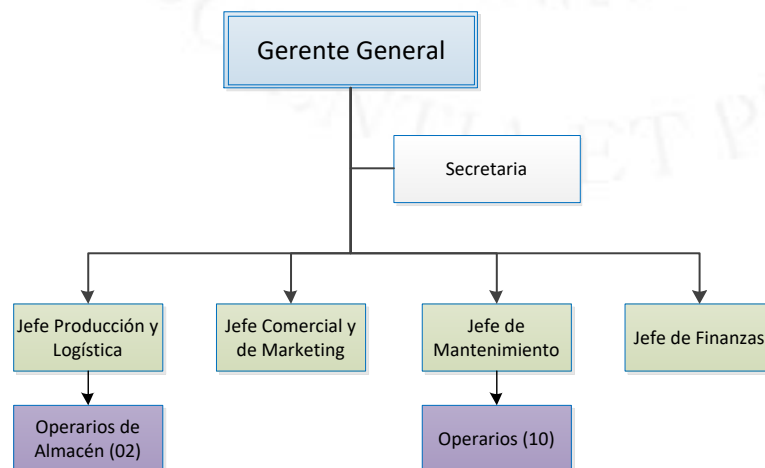 Gerente General
Secretaria
Jefe Producción y
Logística
Jefe Comercial y
de Marketing
Jefe de
Mantenimiento
Jefe de Finanzas
Operarios de
Almacén (02)
Operarios (10)